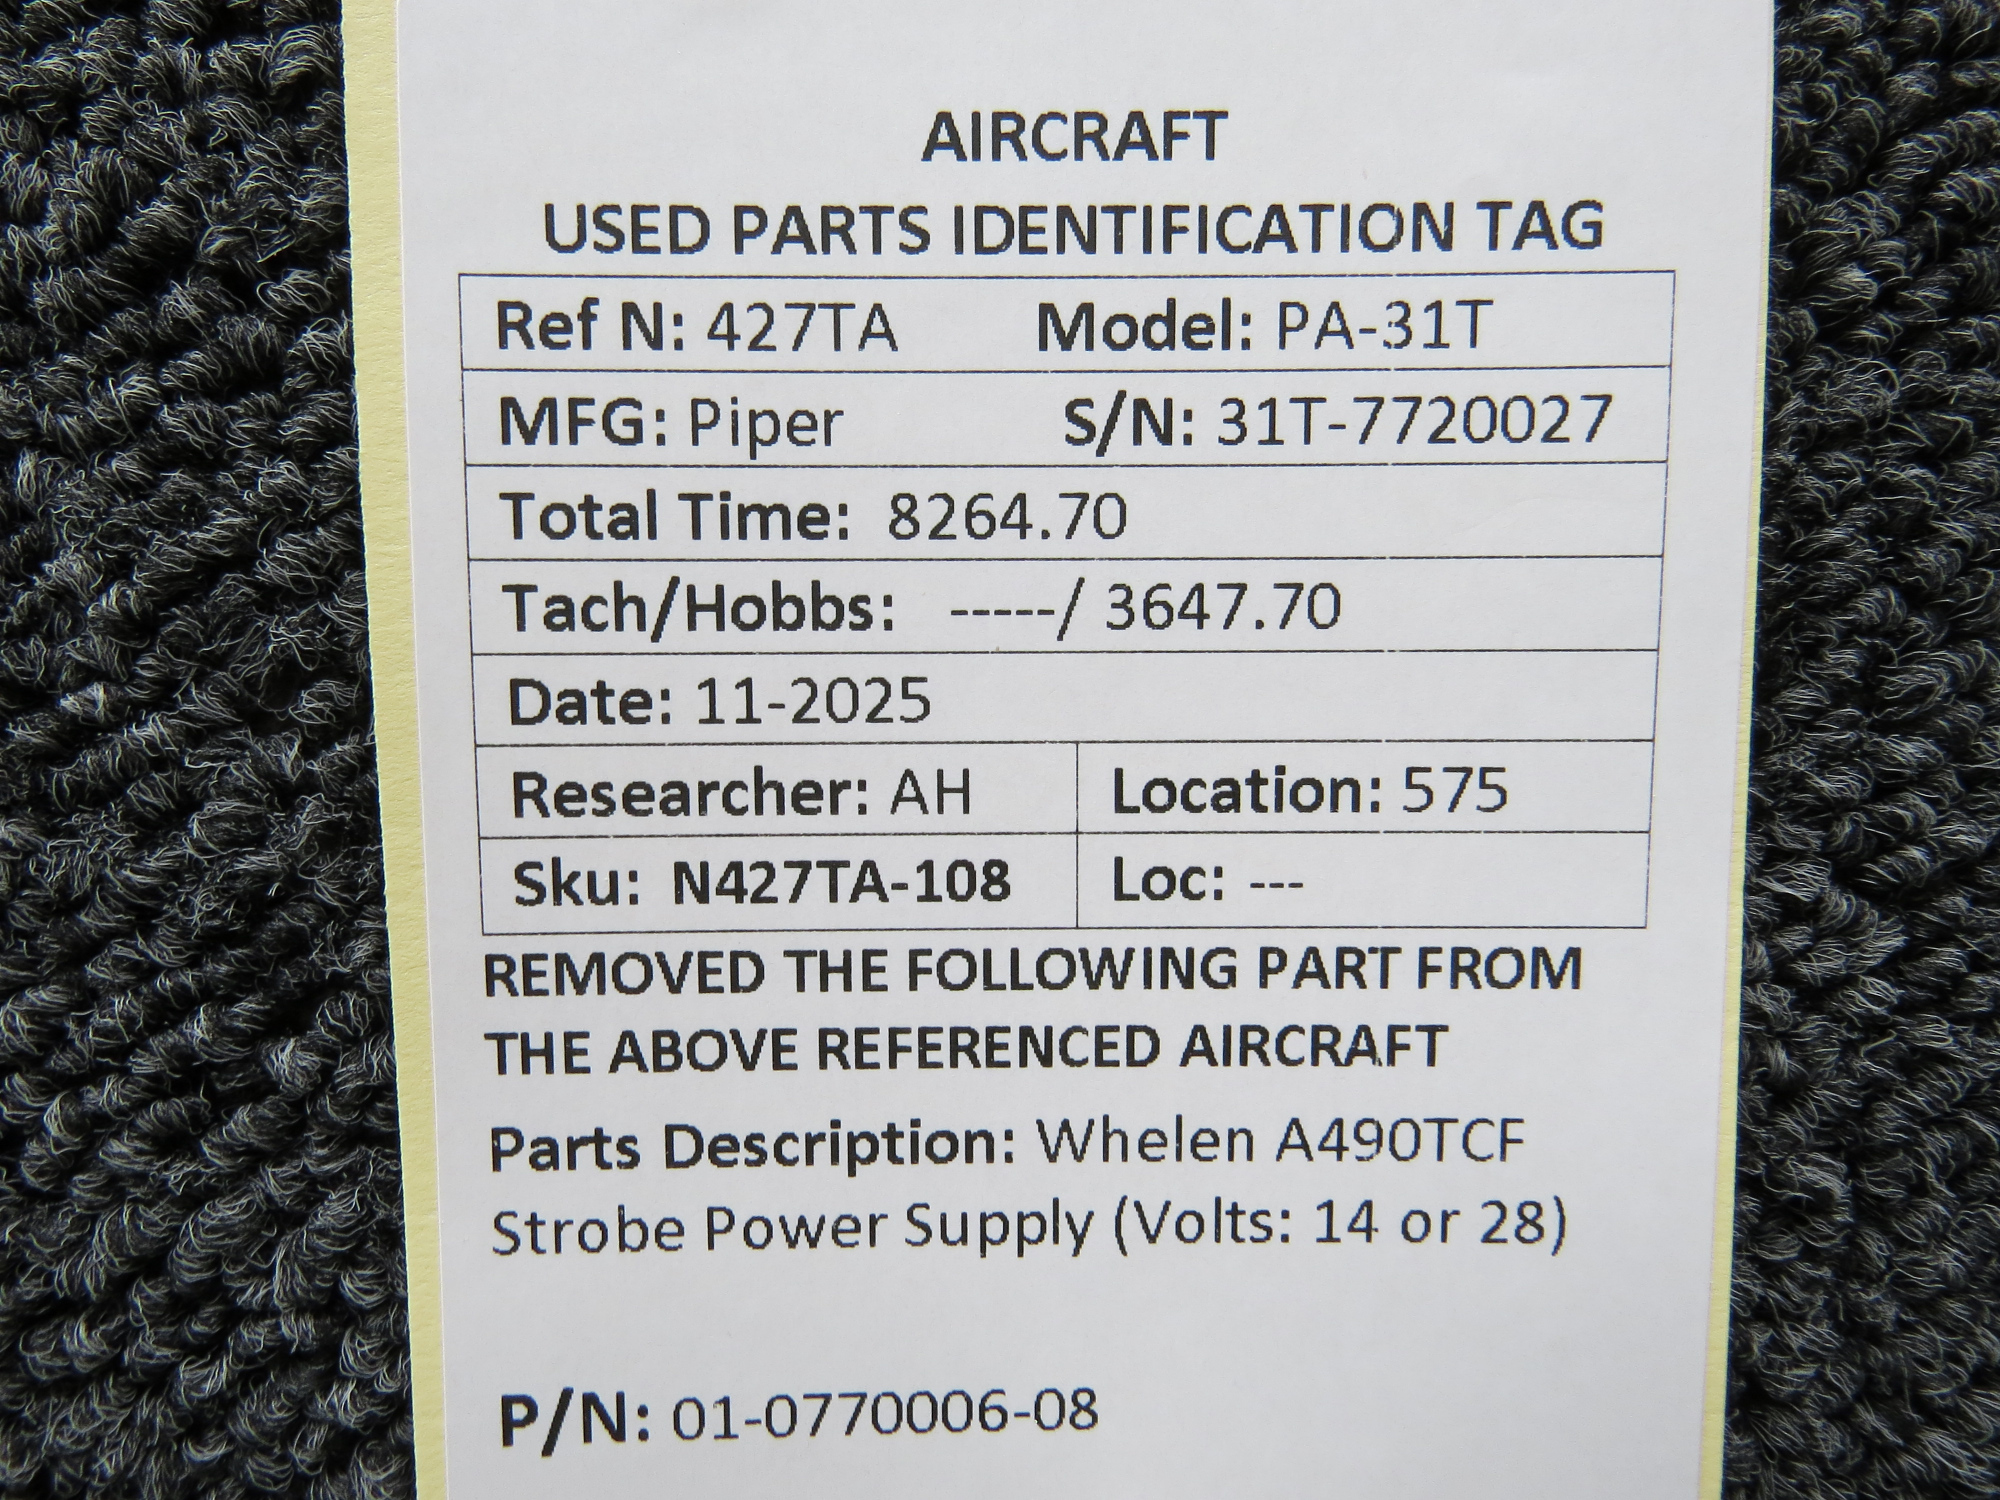 AIRCRAFT
USED PARTS IDENTIFICATION TAG
Ref N: 427TA Model: PA-31T
MFG: Piper S/N: 31T-7720027
Total Time: 8264.70
Tach/Hobbs: -----/ 3647.70
Date: 11-2025
Researcher: AH Location: 575
Sku: N427TA-108 Loc: ---
REMOVED THE FOLLOWING PART FROM
THE ABOVE REFERENCED AIRCRAFT
Parts Description: Whelen A490TCF
Strobe Power Supply (Volts: 14 or 28)
P/N: 01-0770006-08